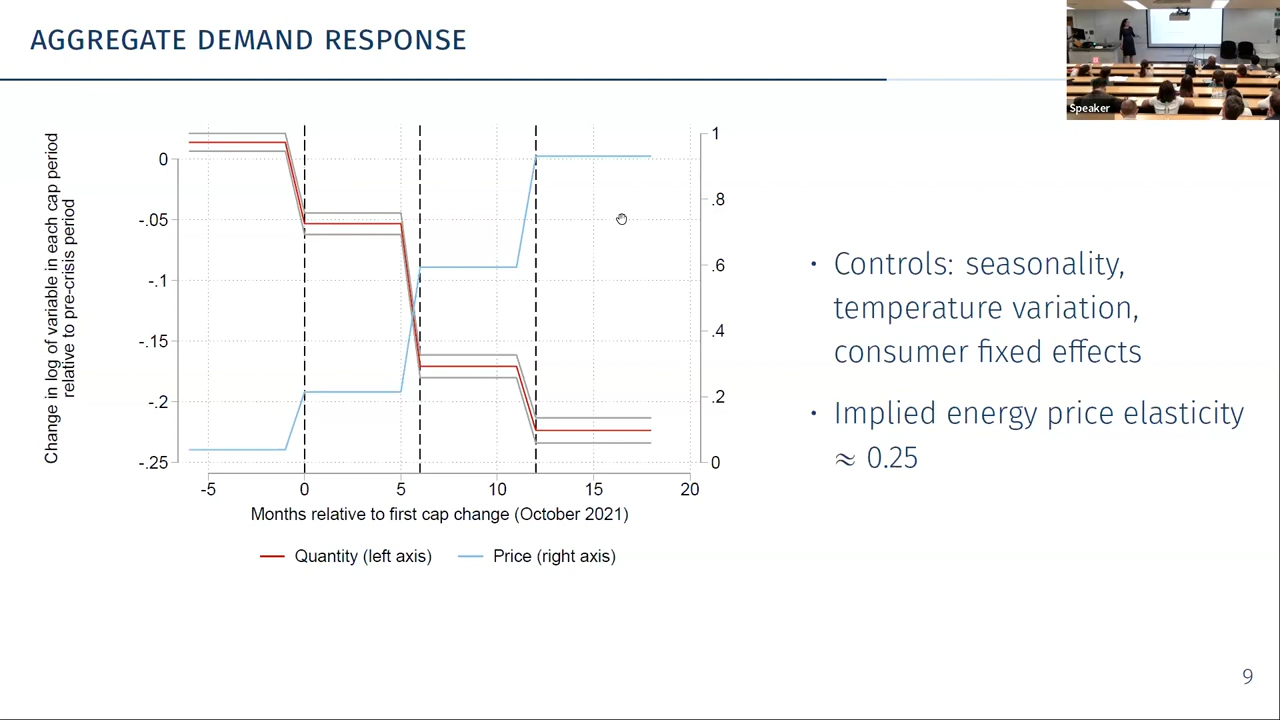 AGGREGATE DEMAND RESPONSE
Speaker
Change in log of variable in each cap period
relative to pre-crisis period
0
-.05
-.1
-.15
-.2
-.25
1
.8
.6
.4
.2
0
-5 0 5 10 15 20
Months relative to first cap change (October 2021)
Quantity (left axis) Price (right axis)
· Controls: seasonality,
temperature variation,
consumer fixed effects
· Implied energy price elasticity
≈ 0.25
9